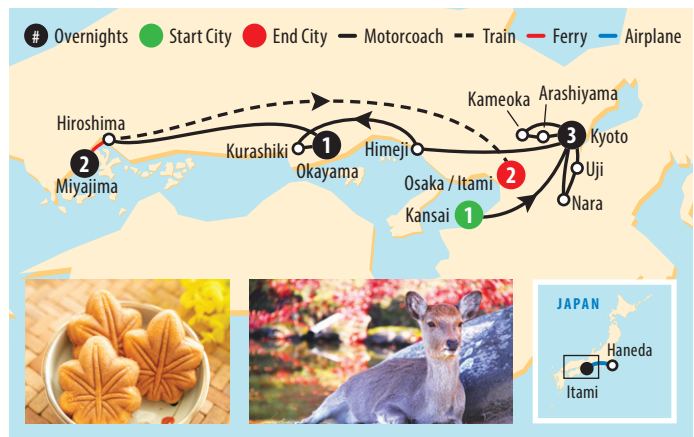 # Overnights Start City End City Motorcoach Train Ferry Airplane
Arashiyama
Kameoka
3 Kyoto
Hiroshima
Kurashiki
1
Okayama
Himeji
2
Miyajima
Uji
Osaka / Itami 2
Nara
Kansai 1
JAPAN
Haneda
Itami